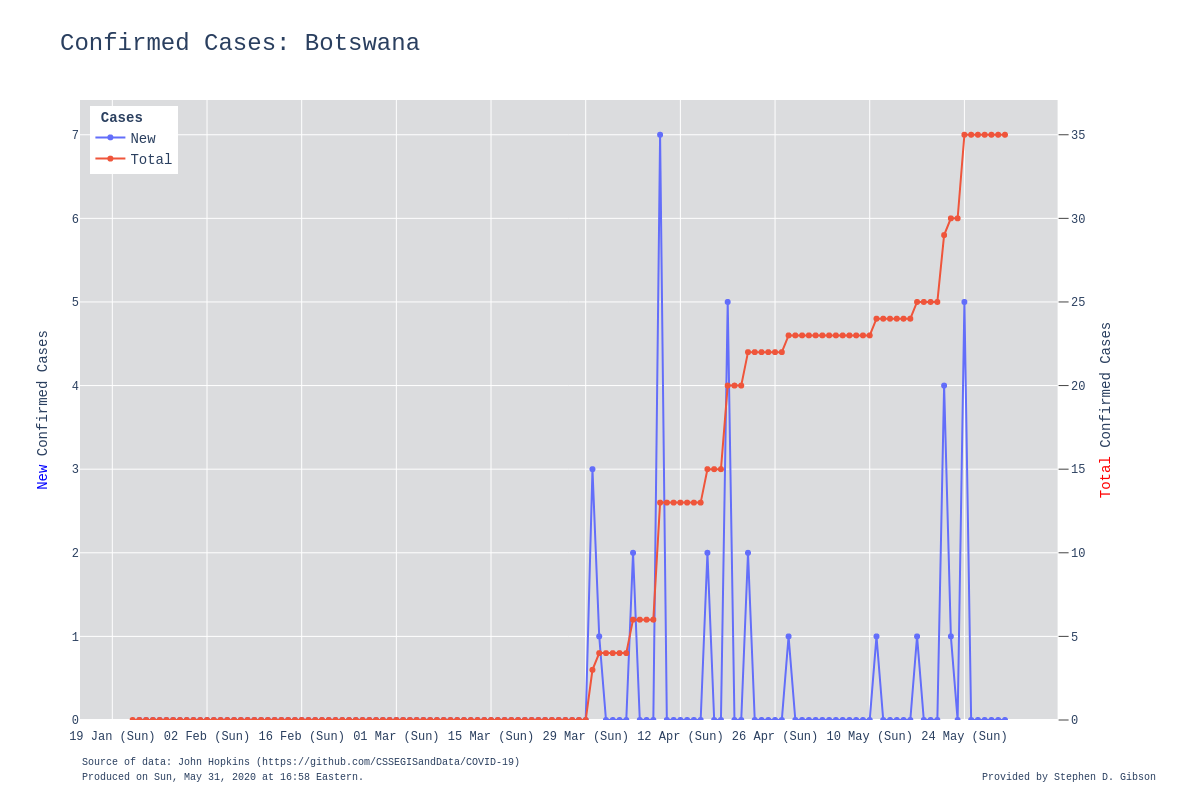 Confirmed Cases: Botswana
Cases
New
Total
7
6
5
4
3
2
1
0
35
30
25
20
15
10
5
0
New Confirmed Cases
Total Confirmed Cases
19 Jan (Sun) 02 Feb (Sun) 16 Feb (Sun) 01 Mar (Sun) 15 Mar (Sun) 29 Mar (Sun) 12 Apr (Sun) 26 Apr (Sun) 10 May (Sun) 24 May (Sun)
Source of data: John Hopkins (https://github.com/CSSEGISandData/COVID-19)
Produced on Sun, May 31, 2020 at 16:58 Eastern.
Provided by Stephen D. Gibson